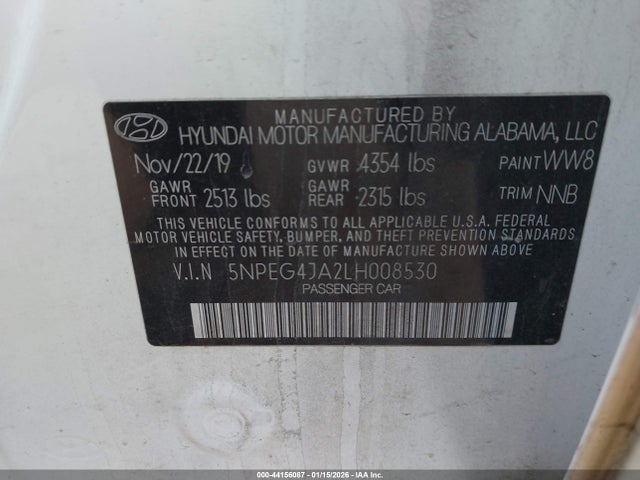 MANUFACTURED BY
HYUNDAI MOTOR MANUFACTURING ALABAMA, LLC
Nov/22/19 GVWR 4354 lbs PAINT WW8
GAWR FRONT 2513 lbs GAWR REAR 2315 lbs TRIM NNB
THIS VEHICLE CONFORMS TO ALL APPLICABLE U.S.A. FEDERAL
MOTOR VEHICLE SAFETY, BUMPER, AND THEFT PREVENTION STANDARDS
IN EFFECT ON THE DATE OF MANUFACTURE SHOWN ABOVE.
V.I.N 5NPEG4JA2LH008530
PASSENGER CAR
000-44156087 - 01/15/2026 - IAAI.COM